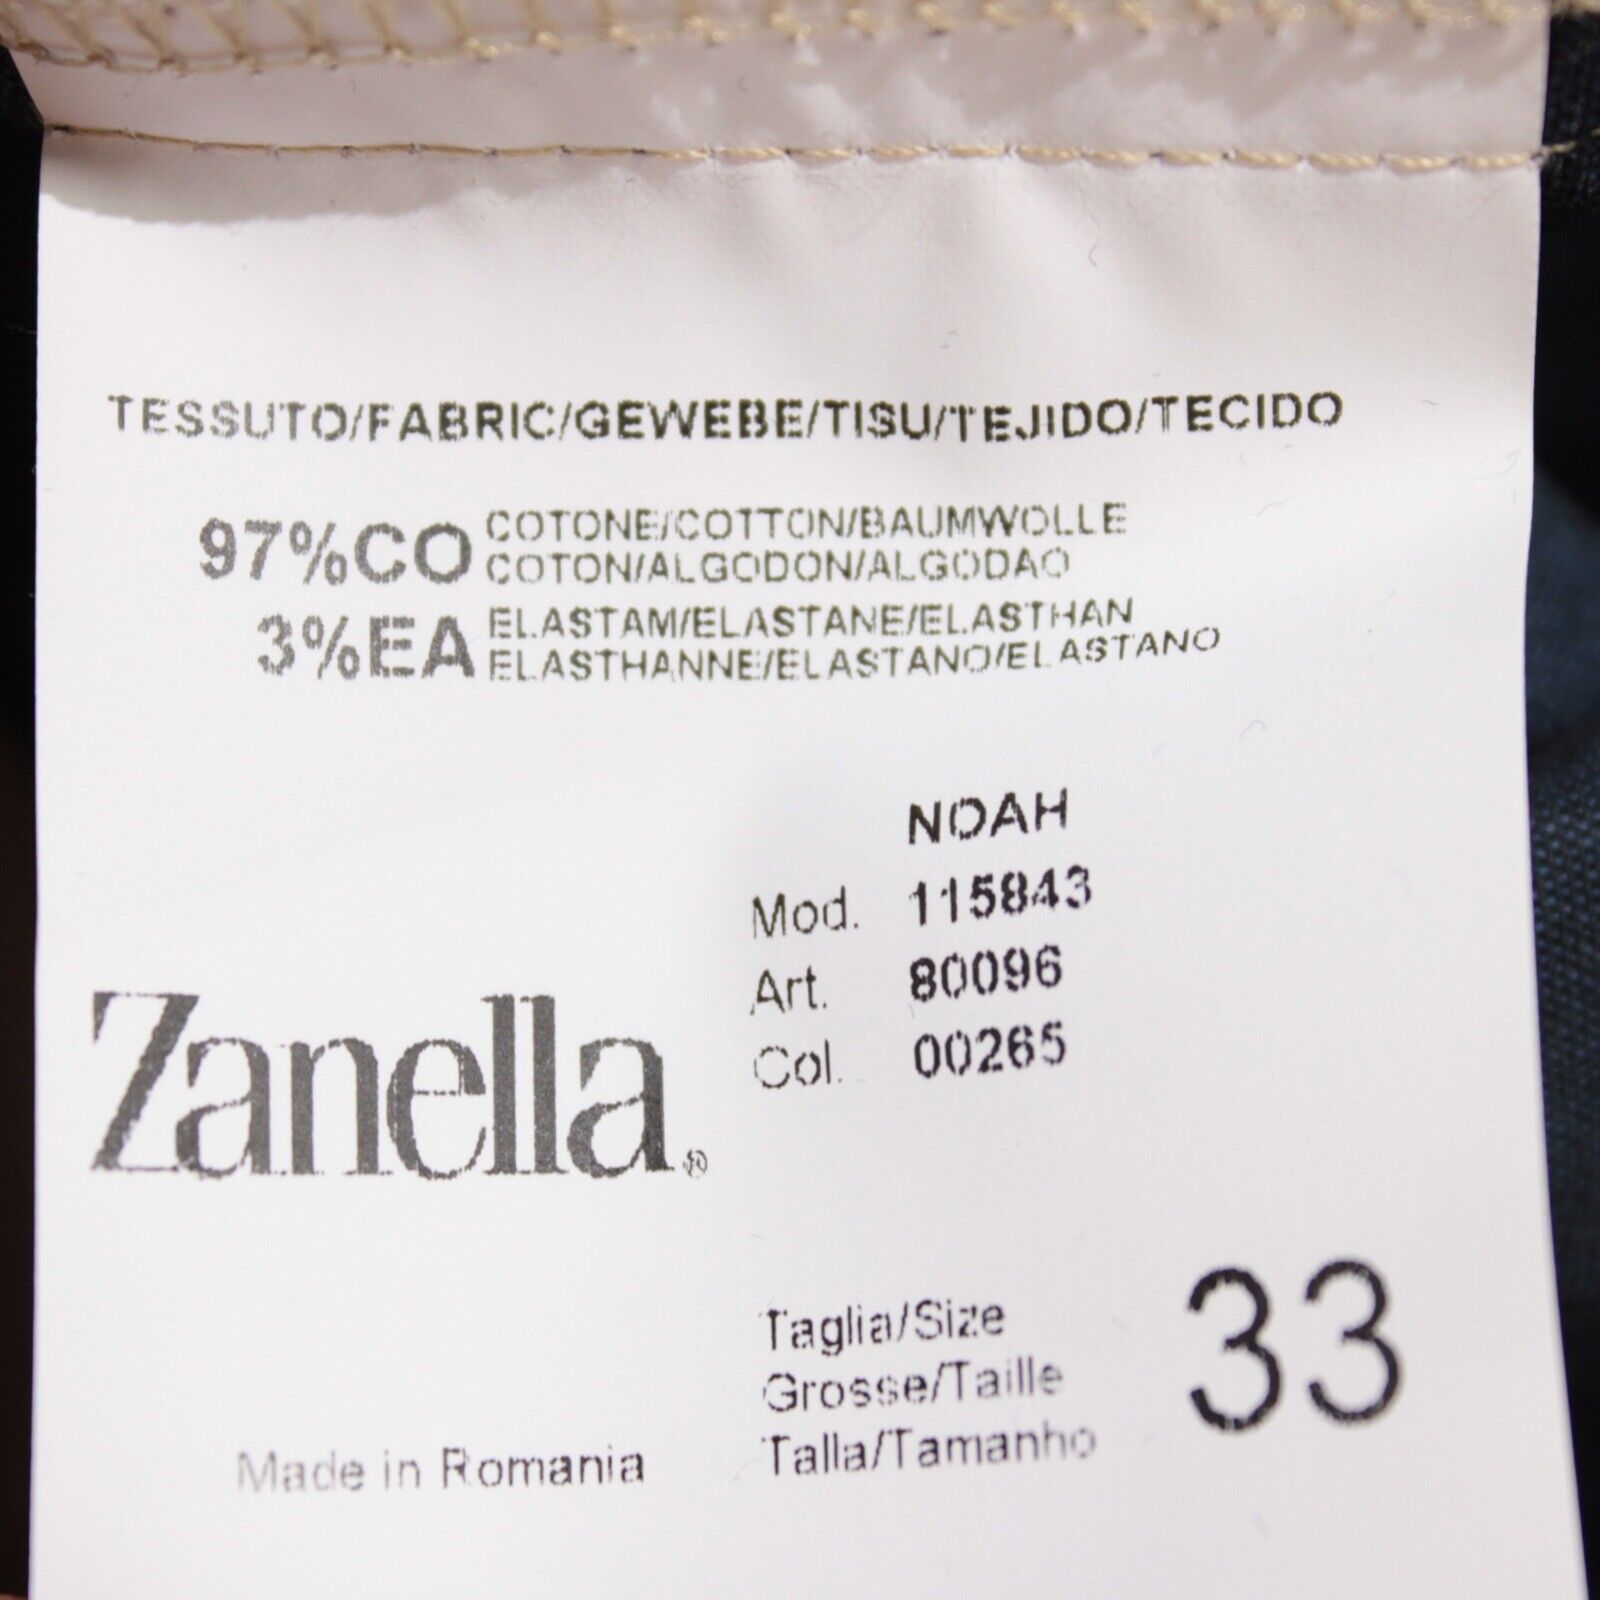 TESSUTO/FABRIC/GEWEBE/TISU/TEJIDO/TECIDO
97%CO COTONE/COTTON/BAUMWOLLE
COTON/ALGODON/ALGODAO
3%EA ELASTAM/ELASTANE/ELASTHAN
ELASTHANNE/ELASTANO/ELASTANO
NOAH
Mod. 115843
Art. 80096
Col. 00265
Zanella®
Taglia/Size
Grosse/Taille
Talla/Tamanho
33
Made in Romania